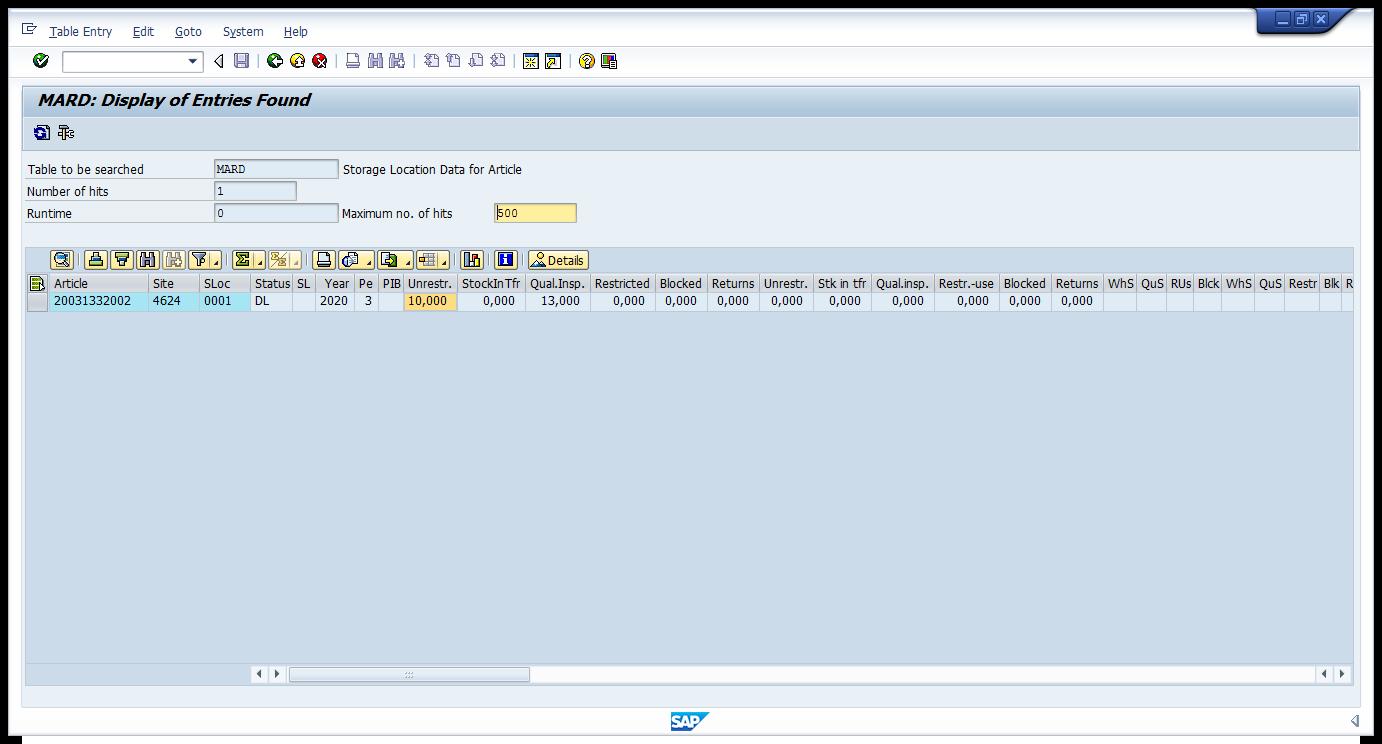 Table Entry Edit Goto System Help
MARD: Display of Entries Found
Table to be searched MARD Storage Location Data for Article
Number of hits 1
Runtime 0 Maximum no. of hits 500
Details
Article Site SLoc Status SL Year Pe PIB Unrestr. StockInTfr Qual.Insp. Restricted Blocked Returns Unrestr. Stk in tfr Qual.insp. Restr.-use Blocked Returns WhS QuS RUs Blck WhS QuS Restr Blk R
20031332002 4624 0001 DL 2020 3 10,000 0,000 13,000 0,000 0,000 0,000 0,000 0,000 0,000 0,000 0,000 0,000
SAP